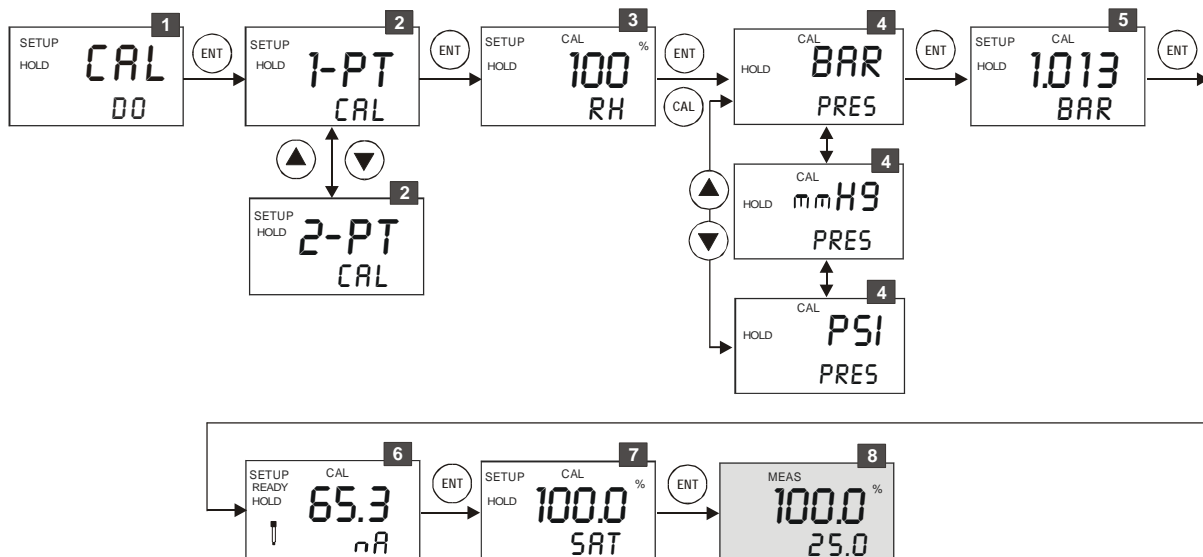 1
SETUP
HOLD
CAL
DO
ENT
2
SETUP
HOLD
1-PT
CAL
ENT
3
SETUP
HOLD
CAL
100 %
RH
ENT
CAL
4
CAL
HOLD
BAR
PRES
ENT
5
SETUP
HOLD
CAL
1.013
BAR
ENT
2
SETUP
HOLD
2-PT
CAL
4
CAL
HOLD
mmHg
PRES
4
CAL
HOLD
PSI
PRES
6
SETUP
READY
HOLD
CAL
65.3
nA
ENT
7
SETUP
HOLD
CAL
100.0 %
SAT
ENT
8
MEAS
100.0 %
25.0